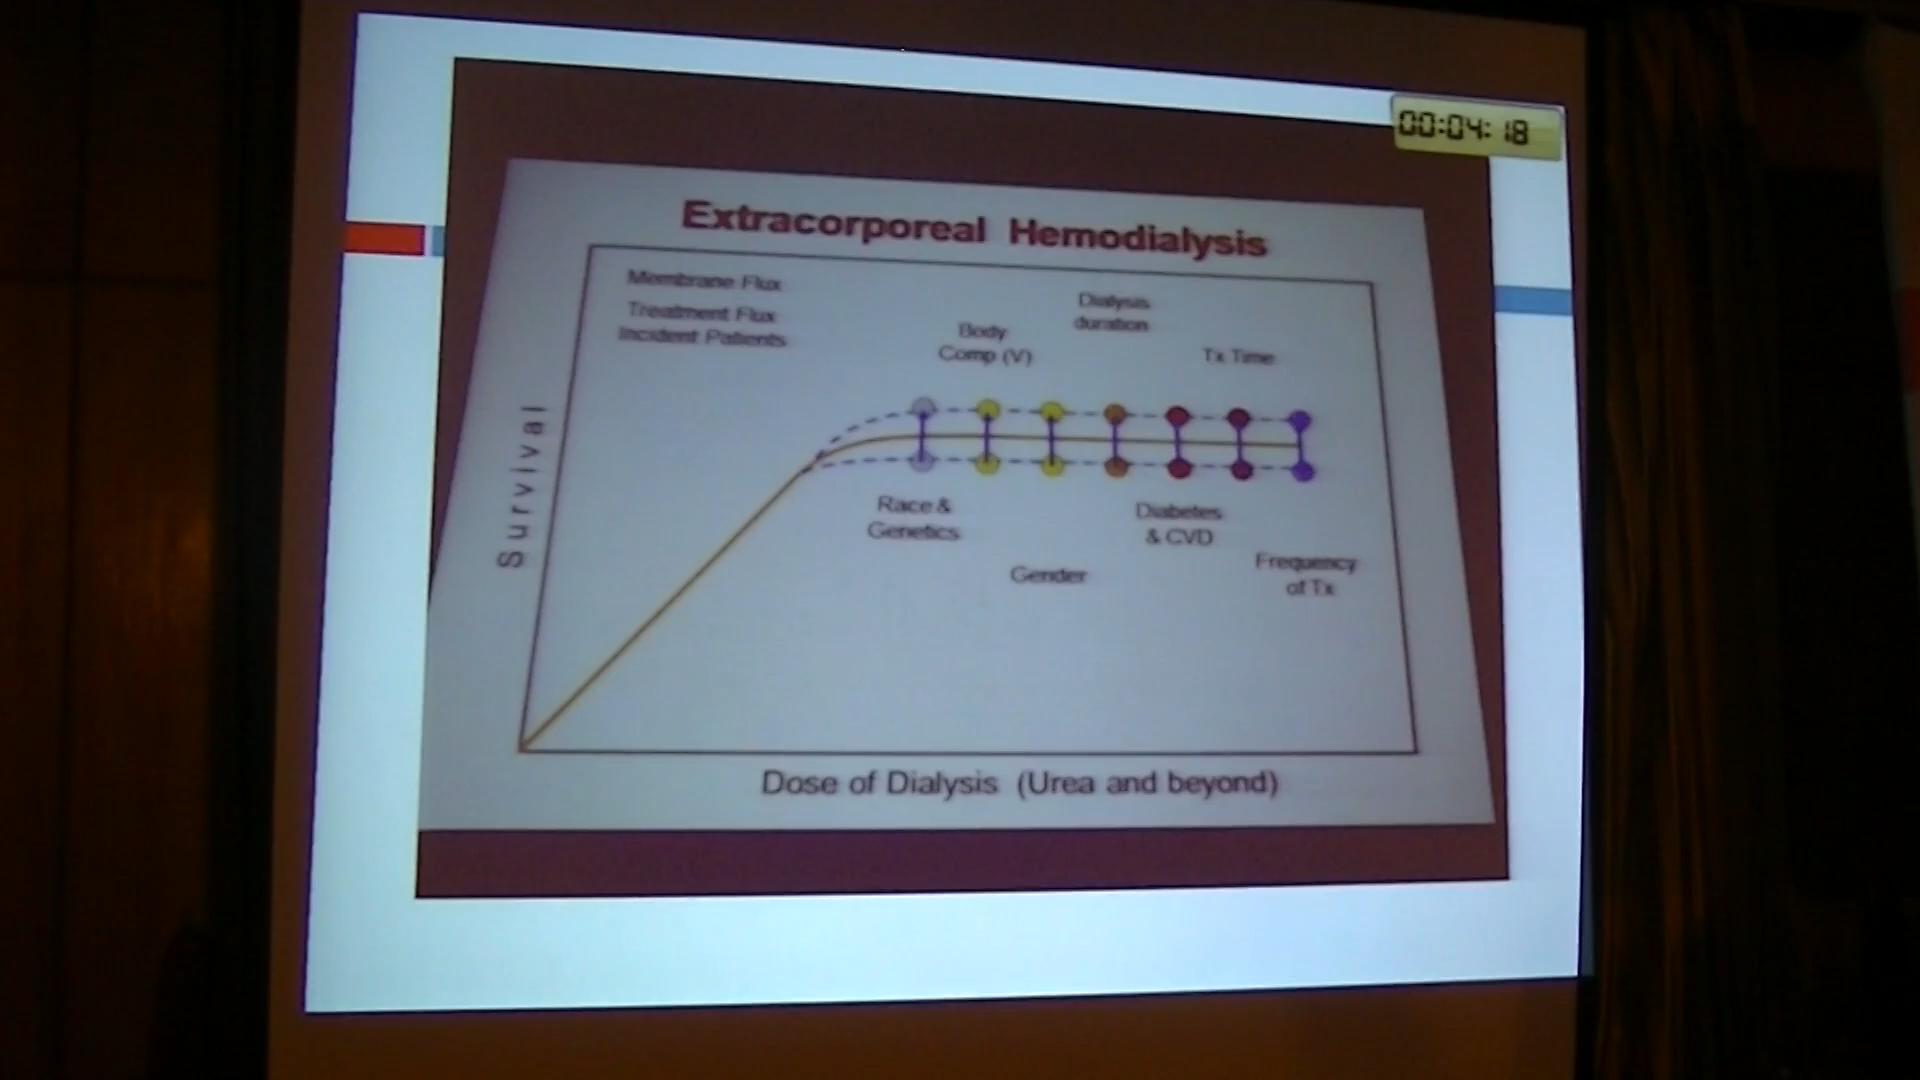 00:04:18
Extracorporeal Hemodialysis
Membrane Flux
Treatment Flux
Incident Patients
Body
Comp (V)
Dialysis
duration
Tx Time
Survival
Race &
Genetics
Gender
Diabetes
& CVD
Frequency
of Tx
Dose of Dialysis (Urea and beyond)